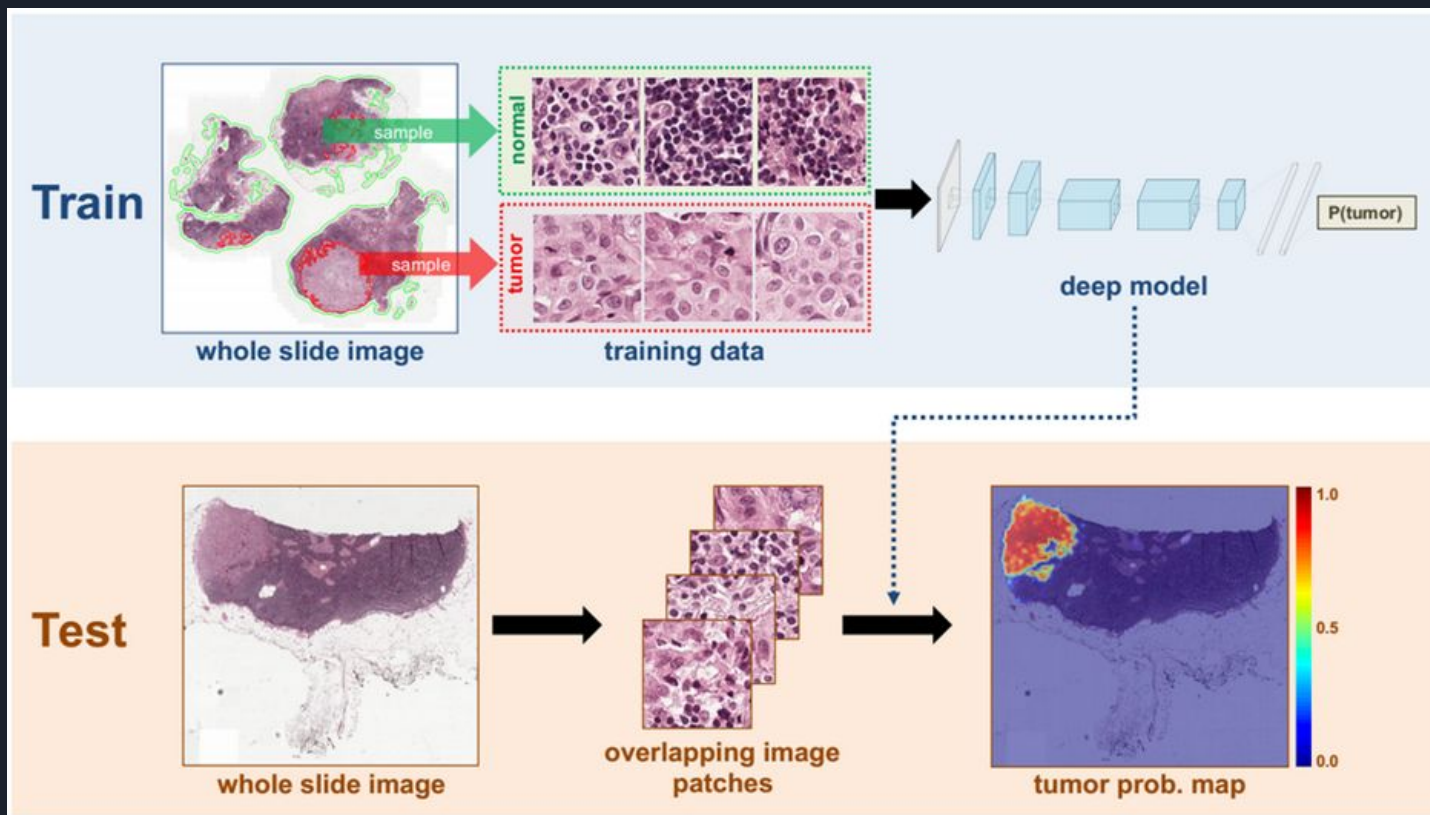 Train
sample
sample
normal
tumor
P(tumor)
deep model
whole slide image
training data
Test
1.0
0.5
0.0
whole slide image
overlapping image
patches
tumor prob. map